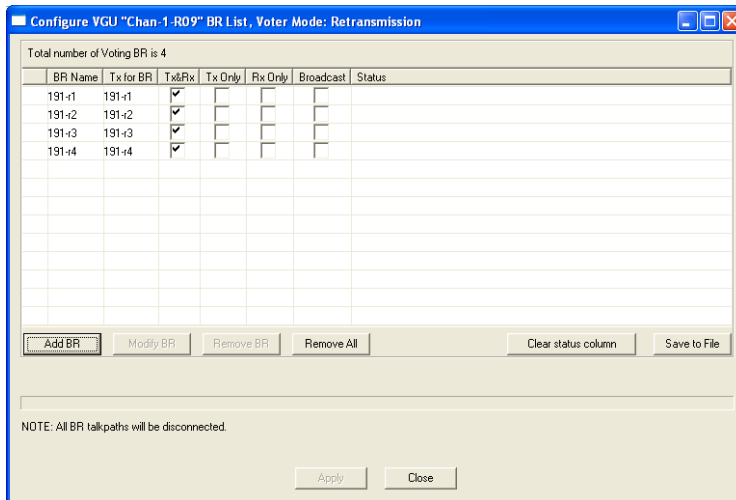 Configure VGU "Chan-1-R09" BR List, Voter Mode: Retransmission
Total number of Voting BR is 4
BR Name Tx for BR Tx&Rx Tx Only Rx Only Broadcast Status
191-r1 191-r1
191-r2 191-r2
191-r3 191-r3
191-r4 191-r4
Add BR Modify BR Remove BR Remove All Clear status column Save to File
NOTE: All BR talkpaths will be disconnected.
Apply Close